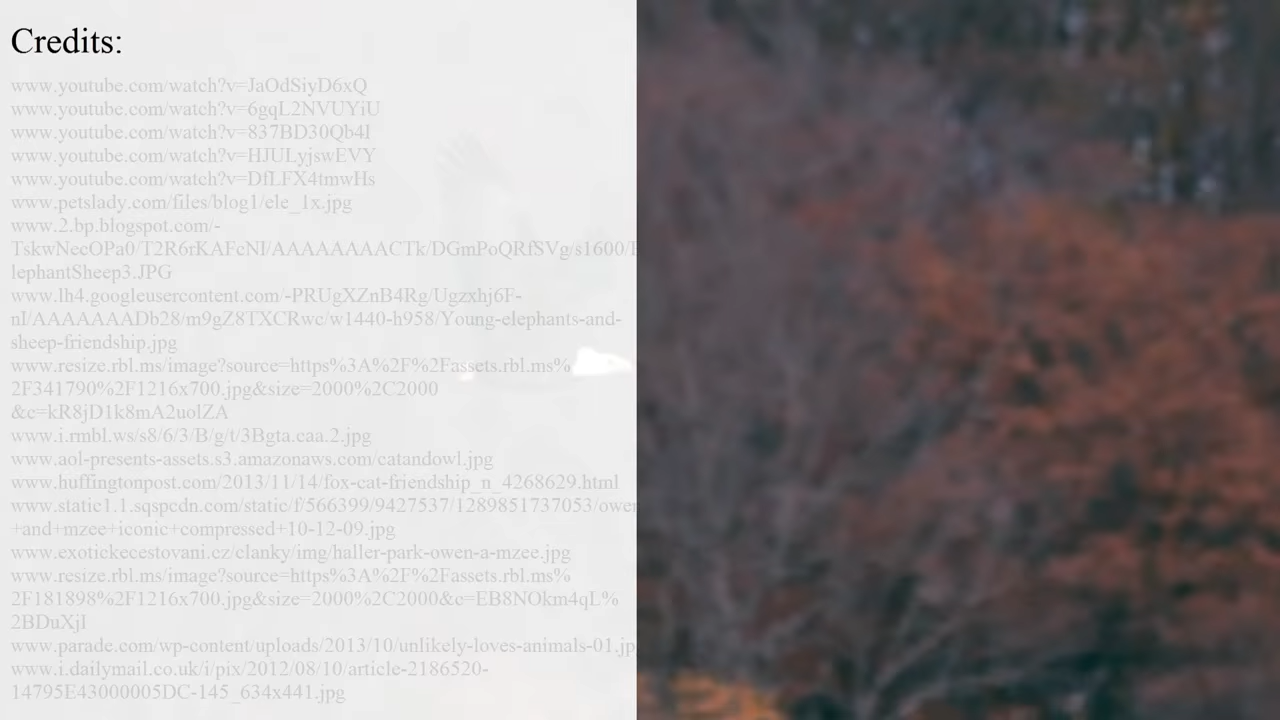 Credits:
www.youtube.com/watch?v=JaOdSiyD6xQ
www.youtube.com/watch?v=6gqL2NVUYiU
www.youtube.com/watch?v=837BD30Qb4I
www.youtube.com/watch?v=HJULyjswEVY
www.youtube.com/watch?v=DfLFX4tmwHs
www.petslady.com/files/blog1/ele_1x.jpg
www.2.bp.blogspot.com/-
TskwNecOPa0/T2R6rKAFcNI/AAAAAAAACTk/DGmPoQRfSVg/s1600/E
lephantSheep3.JPG
www.lh4.googleusercontent.com/-PRUgXZnB4Rg/Ugzxhj6F-
nI/AAAAAAADb28/m9gZ8TXCRwc/w1440-h958/Young-elephants-and-
sheep-friendship.jpg
www.resize.rbl.ms/image?source=https%3A%2F%2Fassets.rbl.ms%
2F341790%2F1216x700.jpg&size=2000%2C2000
&c=kR8jD1k8mA2uolZA
www.i.rmbl.ws/s8/6/3/B/g/t/3Bgta.caa.2.jpg
www.aol-presents-assets.s3.amazonaws.com/catandowl.jpg
www.huffingtonpost.com/2013/11/14/fox-cat-friendship_n_4268629.html
www.static1.1.sqspcdn.com/static/f/566399/9427537/1289851737053/owen
+and+mzee+iconic+compressed+10-12-09.jpg
www.exotickecestovani.cz/clanky/img/haller-park-owen-a-mzee.jpg
www.resize.rbl.ms/image?source=https%3A%2F%2Fassets.rbl.ms%
2F181898%2F1216x700.jpg&size=2000%2C2000&c=EB8NOkm4qL%
2BDuXjI
www.parade.com/wp-content/uploads/2013/10/unlikely-loves-animals-01.jp
www.i.dailymail.co.uk/i/pix/2012/08/10/article-2186520-
14795E43000005DC-145_634x441.jpg